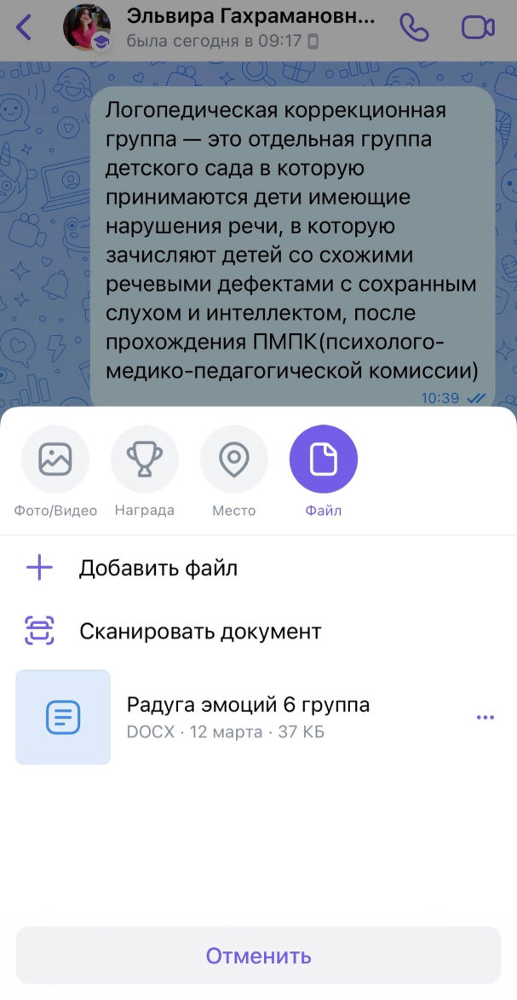 Эльвира Гахрамановн...
была сегодня в 09:17
Логопедическая коррекционная
группа — это отдельная группа
детского сада в которую
принимаются дети имеющие
нарушения речи, в которую
зачисляют детей со схожими
речевыми дефектами с сохранным
слухом и интеллектом, после
прохождения ПМПК(психолого-
медико-педагогической комиссии)
10:39
Фото/Видео
Награда
Место
Файл
Добавить файл
Сканировать документ
Радуга эмоций 6 группа
DOCX · 12 марта · 37 КБ
Отменить